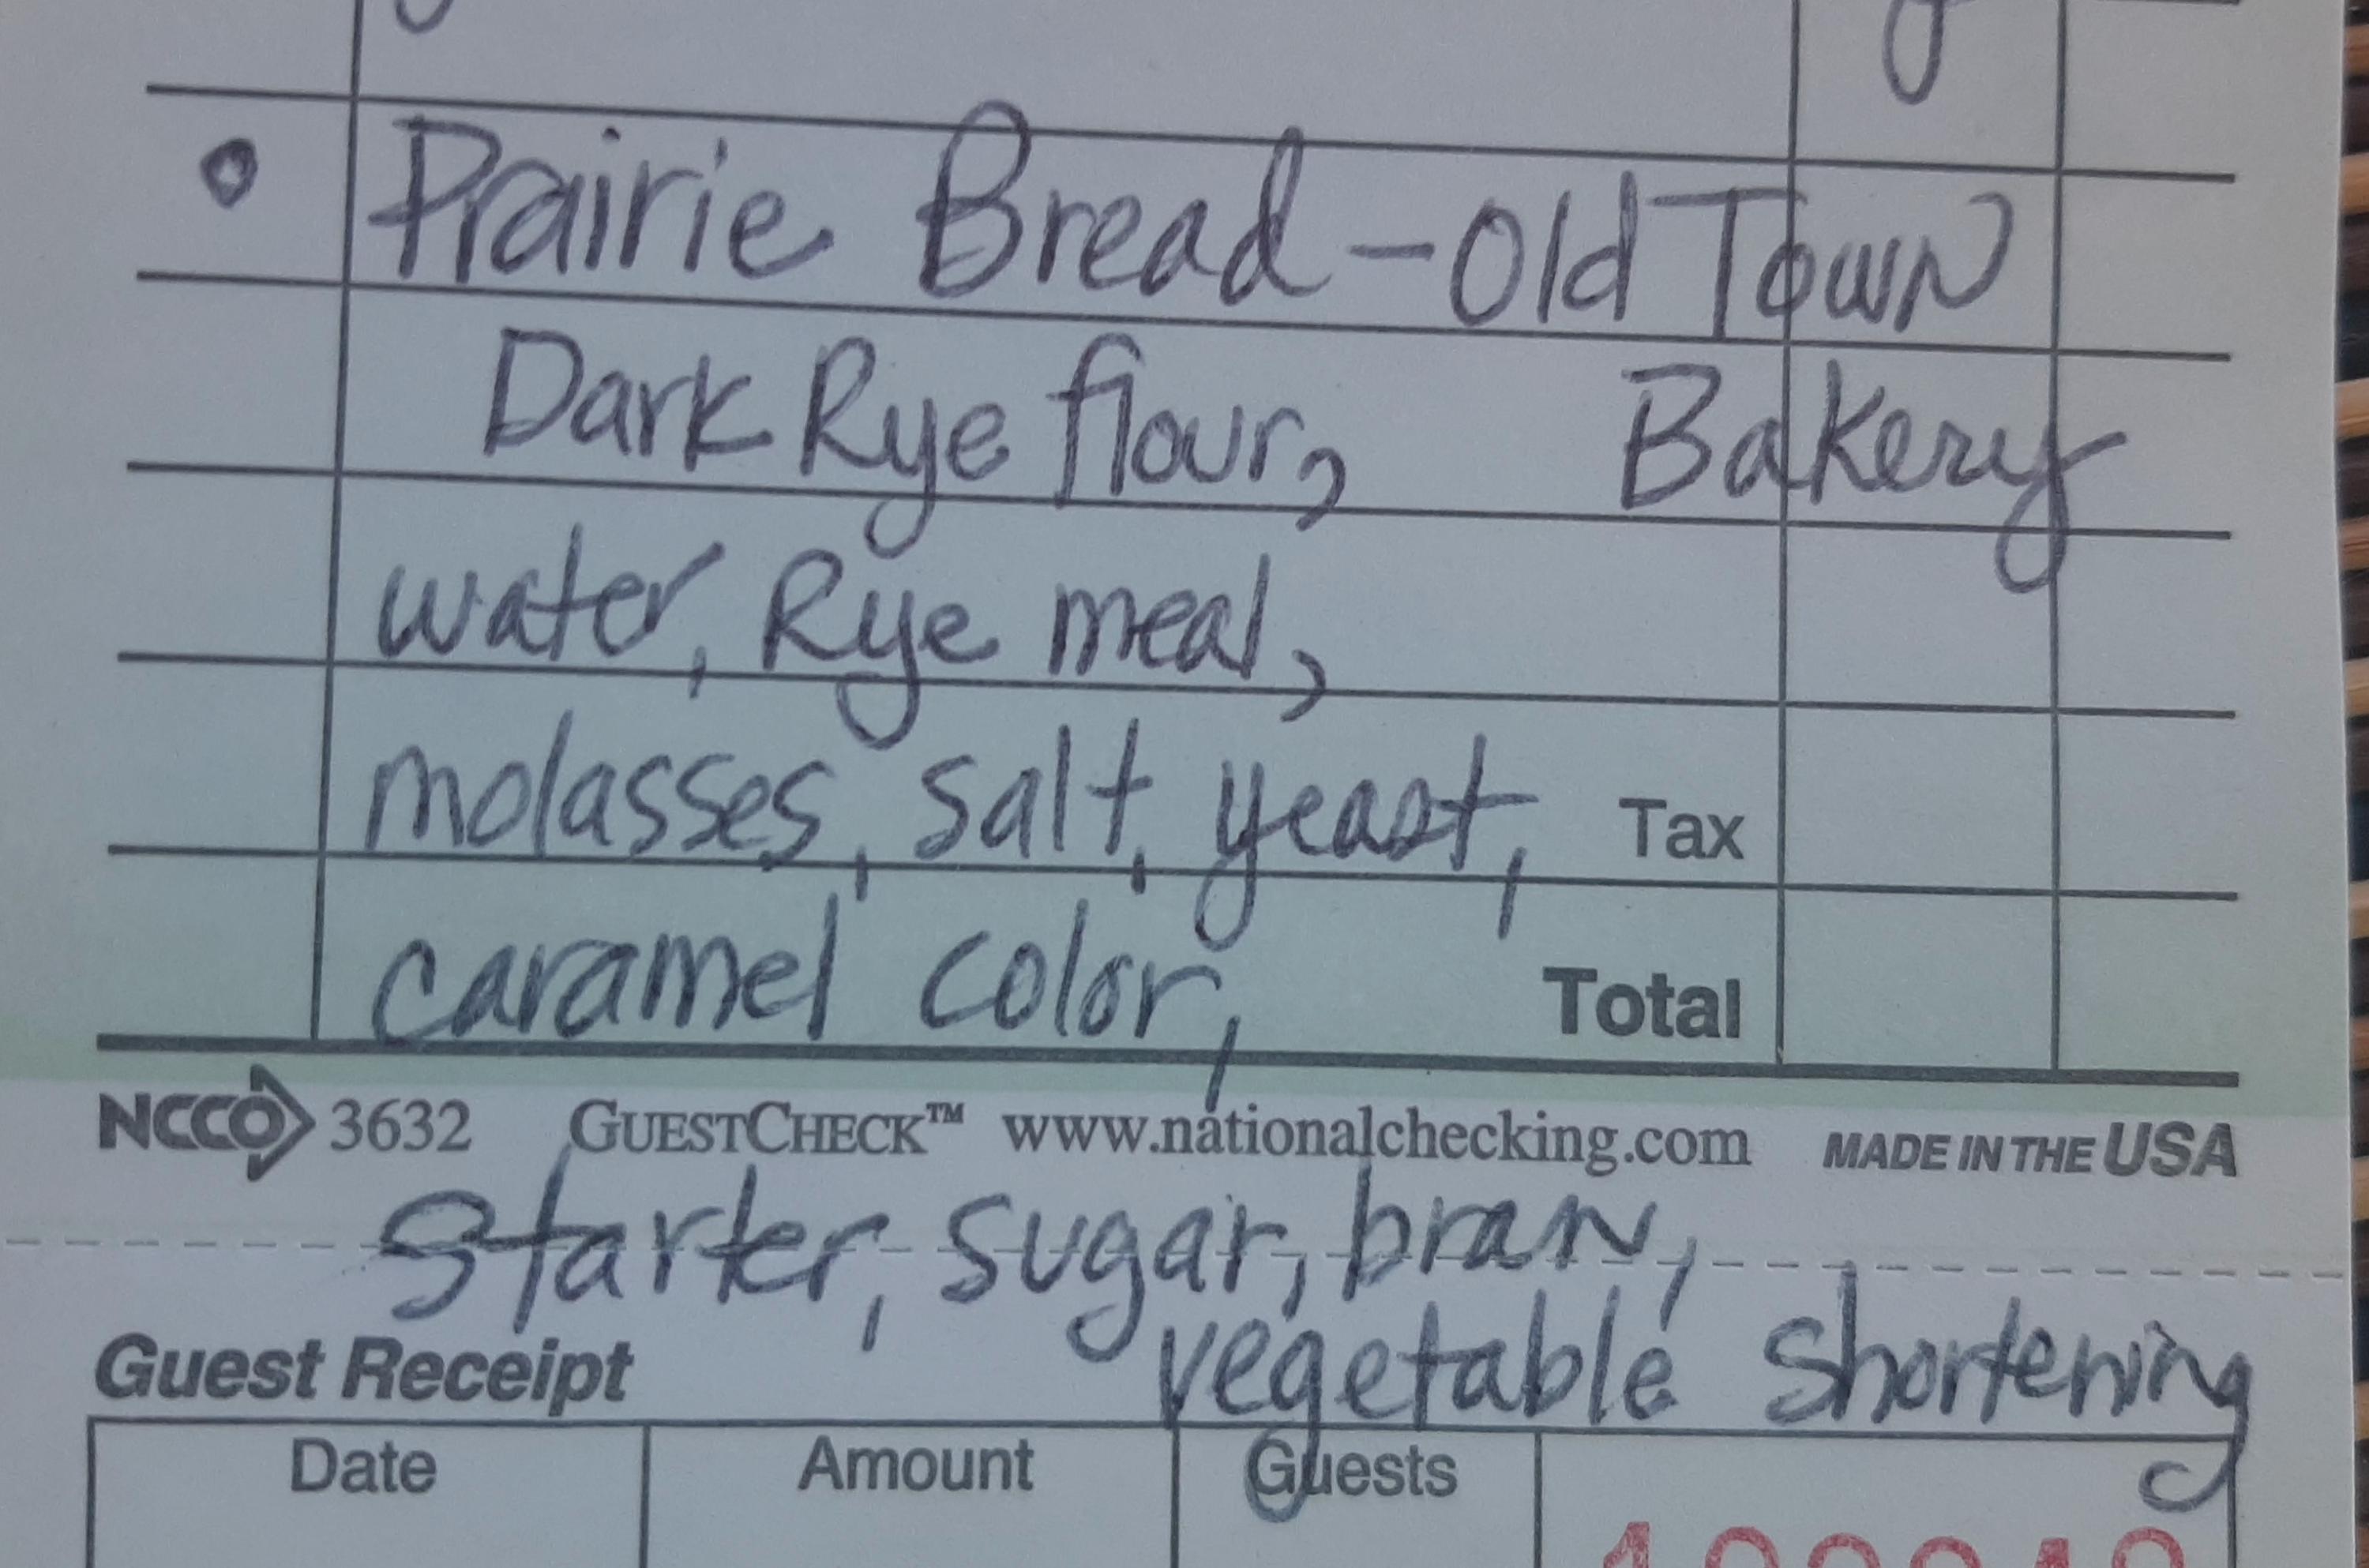 • Prairie Bread - Old Town
Dark Rye flour, Bakery
water, Rye meal,
molasses, salt, yeast, Tax
caramel color, Total
NCCO 3632 GUESTCHECK™ www.nationalchecking.com MADE IN THE USA
starter, sugar, bran,
vegetable shortening
Guest Receipt
Date Amount Guests